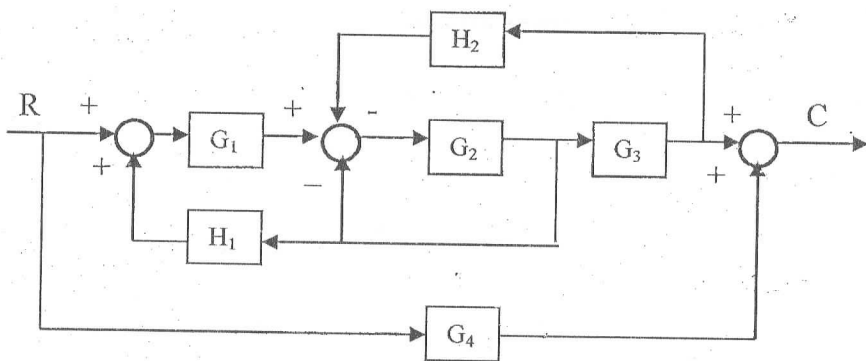 H₂
R + + - + C
+ G₁ G₂ G₃ +
−
H₁
G₄